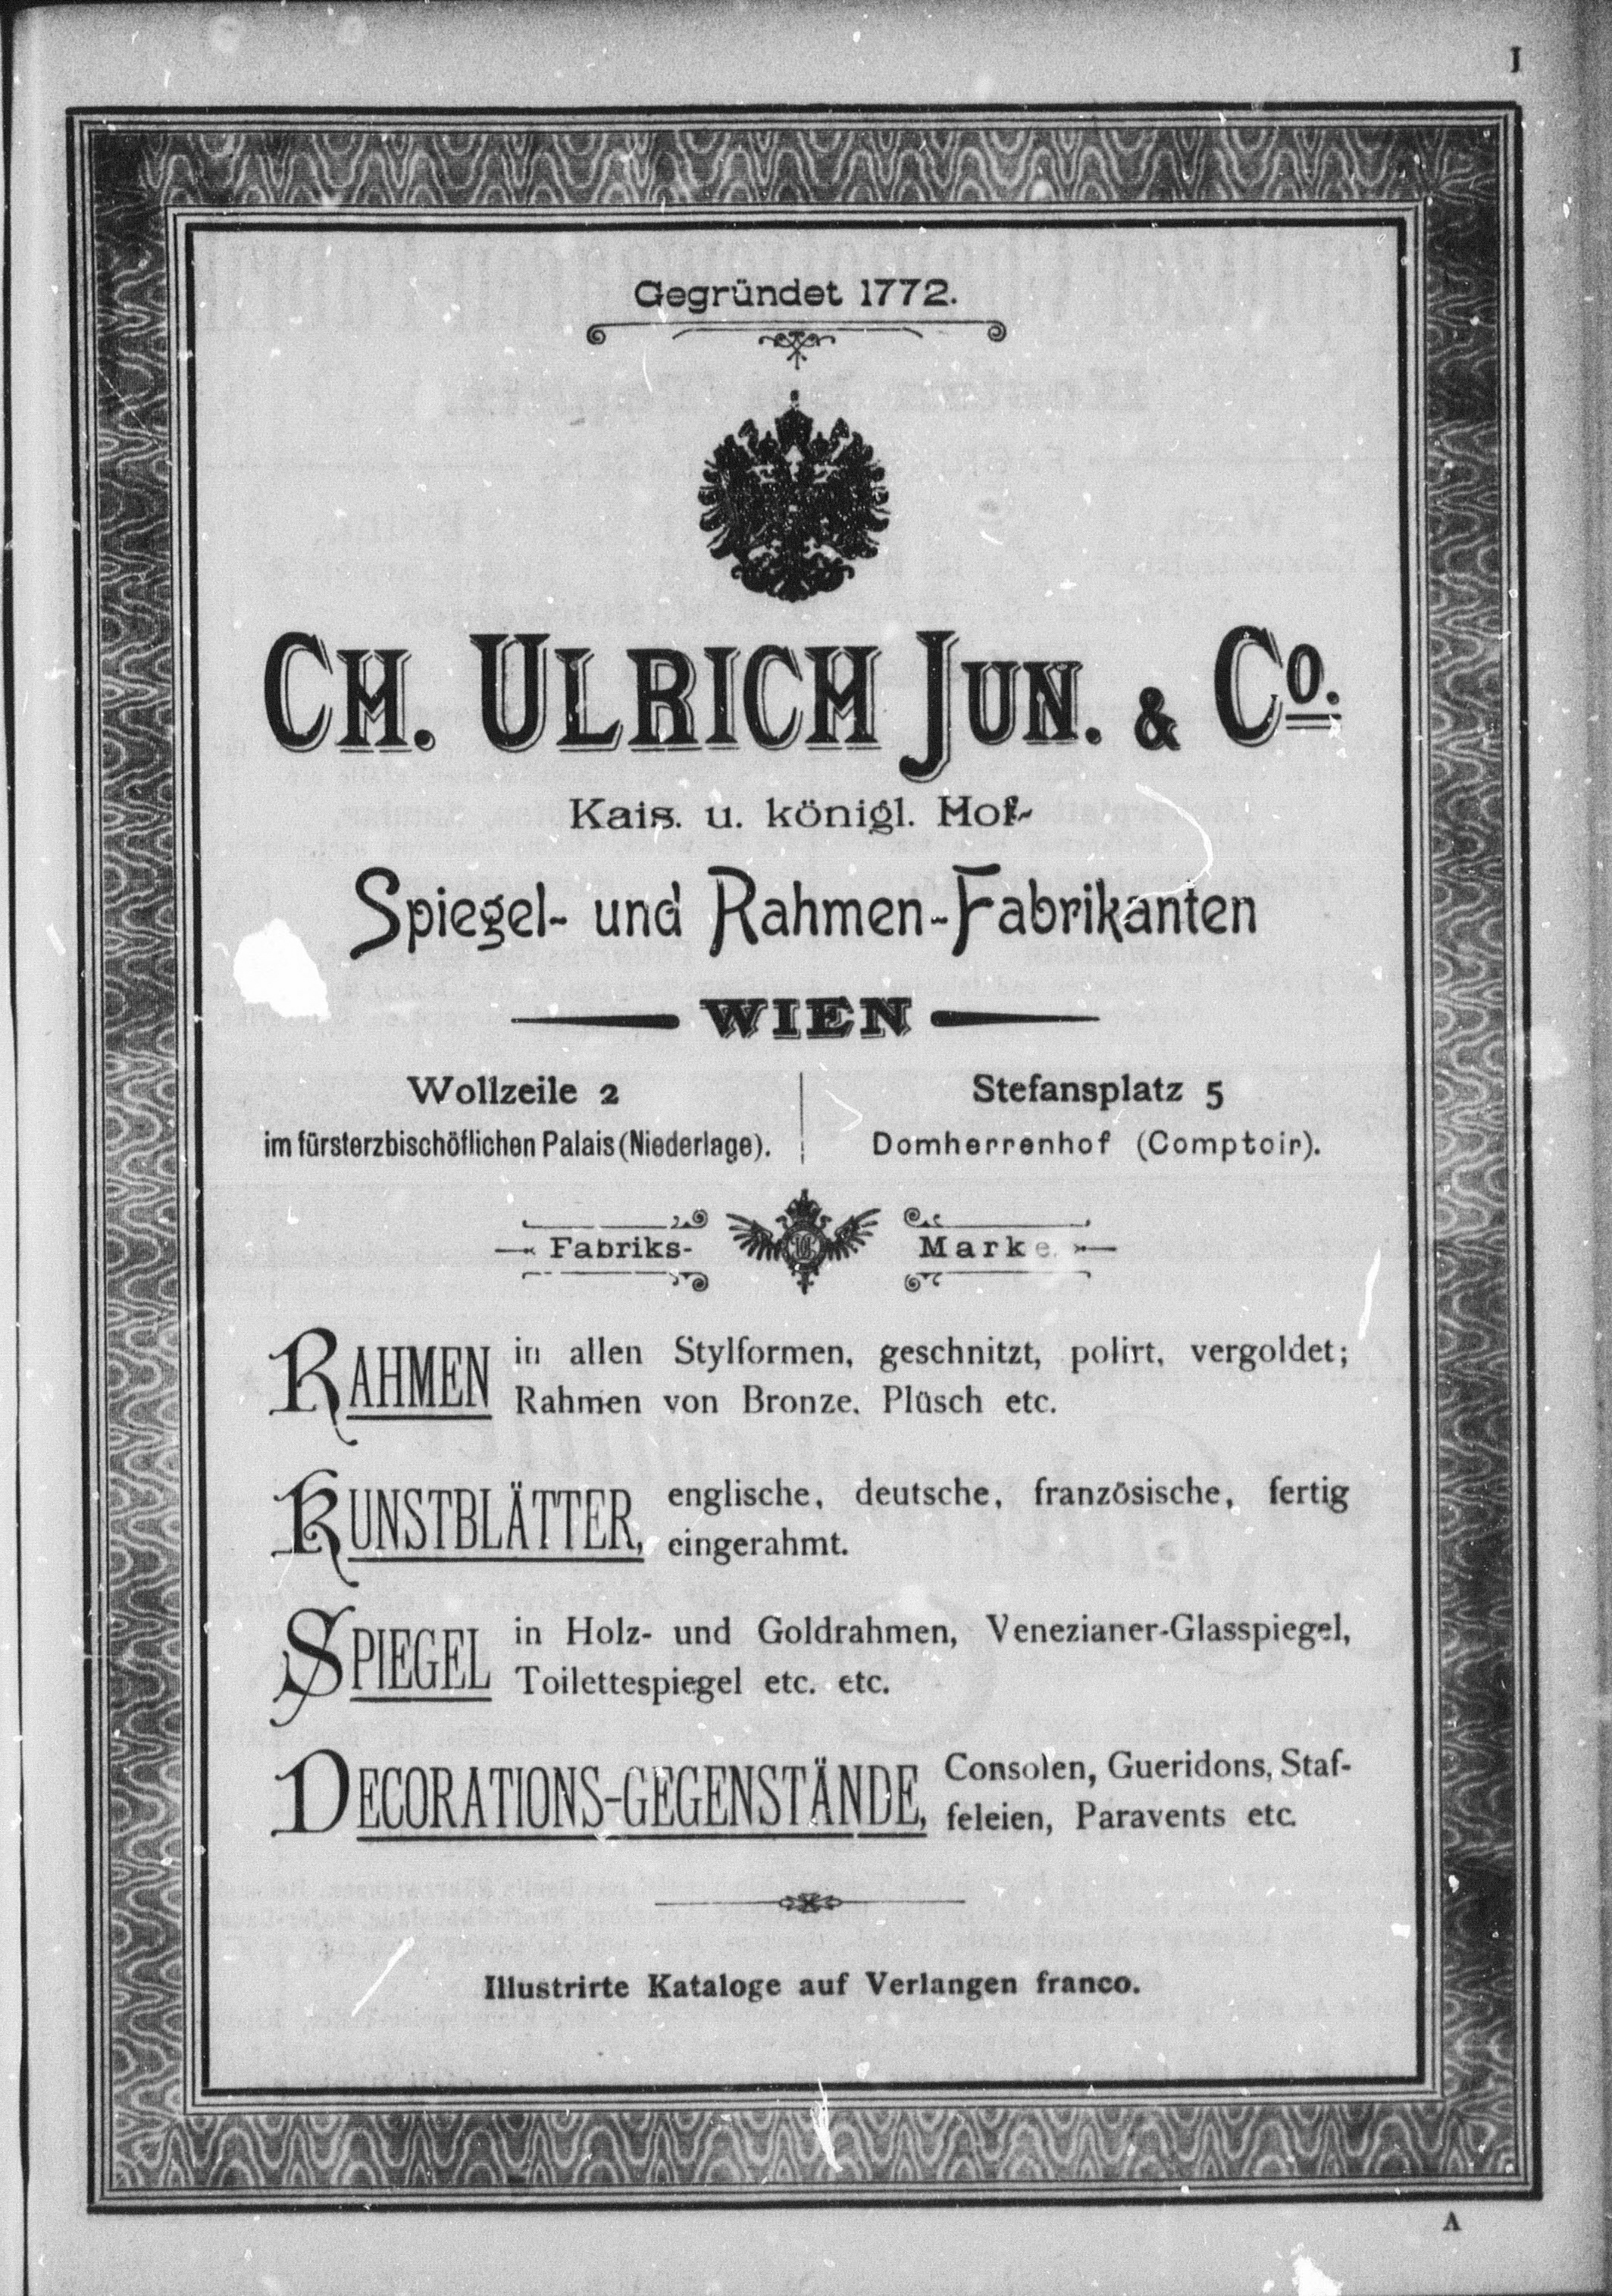 I
Gegründet 1772.
CH. ULRICH JUN. & Co.
Kais. u. königl. Hof-
Spiegel- und Rahmen-Fabrikanten
WIEN
Wollzeile 2
im fürsterzbischöflichen Palais (Niederlage).
Stefansplatz 5
Domherrenhof (Comptoir).
Fabriks- Marke.
RAHMEN in allen Stylformen, geschnitzt, polirt, vergoldet;
Rahmen von Bronze, Plüsch etc.
KUNSTBLÄTTER, englische, deutsche, französische, fertig
eingerahmt.
SPIEGEL in Holz- und Goldrahmen, Venezianer-Glasspiegel,
Toilettespiegel etc. etc.
DECORATIONS-GEGENSTÄNDE, Consolen, Gueridons, Staf-
feleien, Paravents etc.
Illustrirte Kataloge auf Verlangen franco.
A